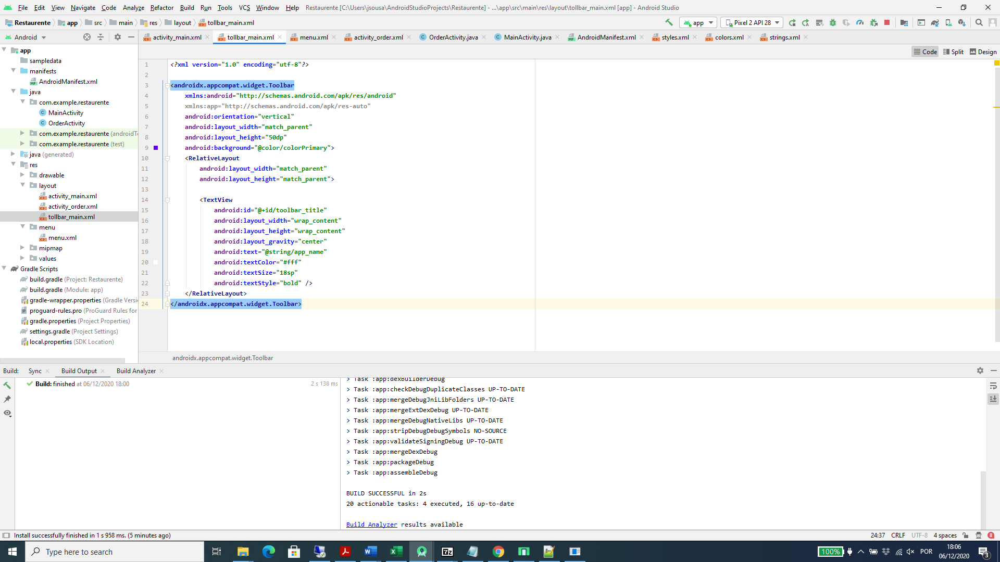 File Edit View Navigate Code Analyze Refactor Build Run Tools VCS Window Help Restaurente [C:\Users\jsousa\AndroidStudioProjects\Restaurente] - ...\app\src\main\res\layout\tollbar_main.xml [app] - Android Studio
Restaurente app src main res layout tollbar_main.xml app Pixel 2 API 28
Android activity_main.xml tollbar_main.xml menu.xml activity_order.xml OrderActivity.java MainActivity.java AndroidManifest.xml styles.xml colors.xml strings.xml
Code Split Design
app
sampledata
manifests
AndroidManifest.xml
java
com.example.restaurente
MainActivity
OrderActivity
com.example.restaurente (androidTe
com.example.restaurente (test)
java (generated)
res
drawable
layout
activity_main.xml
activity_order.xml
tollbar_main.xml
menu
menu.xml
mipmap
values
Gradle Scripts
build.gradle (Project: Restaurente)
build.gradle (Module: app)
gradle-wrapper.properties (Gradle Versi
proguard-rules.pro (ProGuard Rules for
gradle.properties (Project Properties)
settings.gradle (Project Settings)
local.properties (SDK Location)
1 <?xml version="1.0" encoding="utf-8"?>
2
3 <androidx.appcompat.widget.Toolbar
4 xmlns:android="http://schemas.android.com/apk/res/android"
5 xmlns:app="http://schemas.android.com/apk/res-auto"
6 android:orientation="vertical"
7 android:layout_width="match_parent"
8 android:layout_height="50dp"
9 android:background="@color/colorPrimary">
10 <RelativeLayout
11 android:layout_width="match_parent"
12 android:layout_height="match_parent">
13
14 <TextView
15 android:id="@+id/toolbar_title"
16 android:layout_width="wrap_content"
17 android:layout_height="wrap_content"
18 android:layout_gravity="center"
19 android:text="@string/app_name"
20 android:textColor="#fff"
21 android:textSize="18sp"
22 android:textStyle="bold" />
23 </RelativeLayout>
24 </androidx.appcompat.widget.Toolbar>
androidx.appcompat.widget.Toolbar
Build: Sync Build Output Build Analyzer
Build: finished at 06/12/2020 18:00 2 s 138 ms
> Task :app:dexBuilderDebug
> Task :app:checkDebugDuplicateClasses UP-TO-DATE
> Task :app:mergeDebugJniLibFolders UP-TO-DATE
> Task :app:mergeExtDexDebug UP-TO-DATE
> Task :app:mergeDebugNativeLibs UP-TO-DATE
> Task :app:stripDebugDebugSymbols NO-SOURCE
> Task :app:validateSigningDebug UP-TO-DATE
> Task :app:mergeDexDebug
> Task :app:packageDebug
> Task :app:assembleDebug
BUILD SUCCESSFUL in 2s
20 actionable tasks: 4 executed, 16 up-to-date
Build Analyzer results available
Install successfully finished in 1 s 958 ms. (5 minutes ago) 24:37 CRLF UTF-8 4 spaces 8
Type here to search 100% POR 18:06
06/12/2020 3